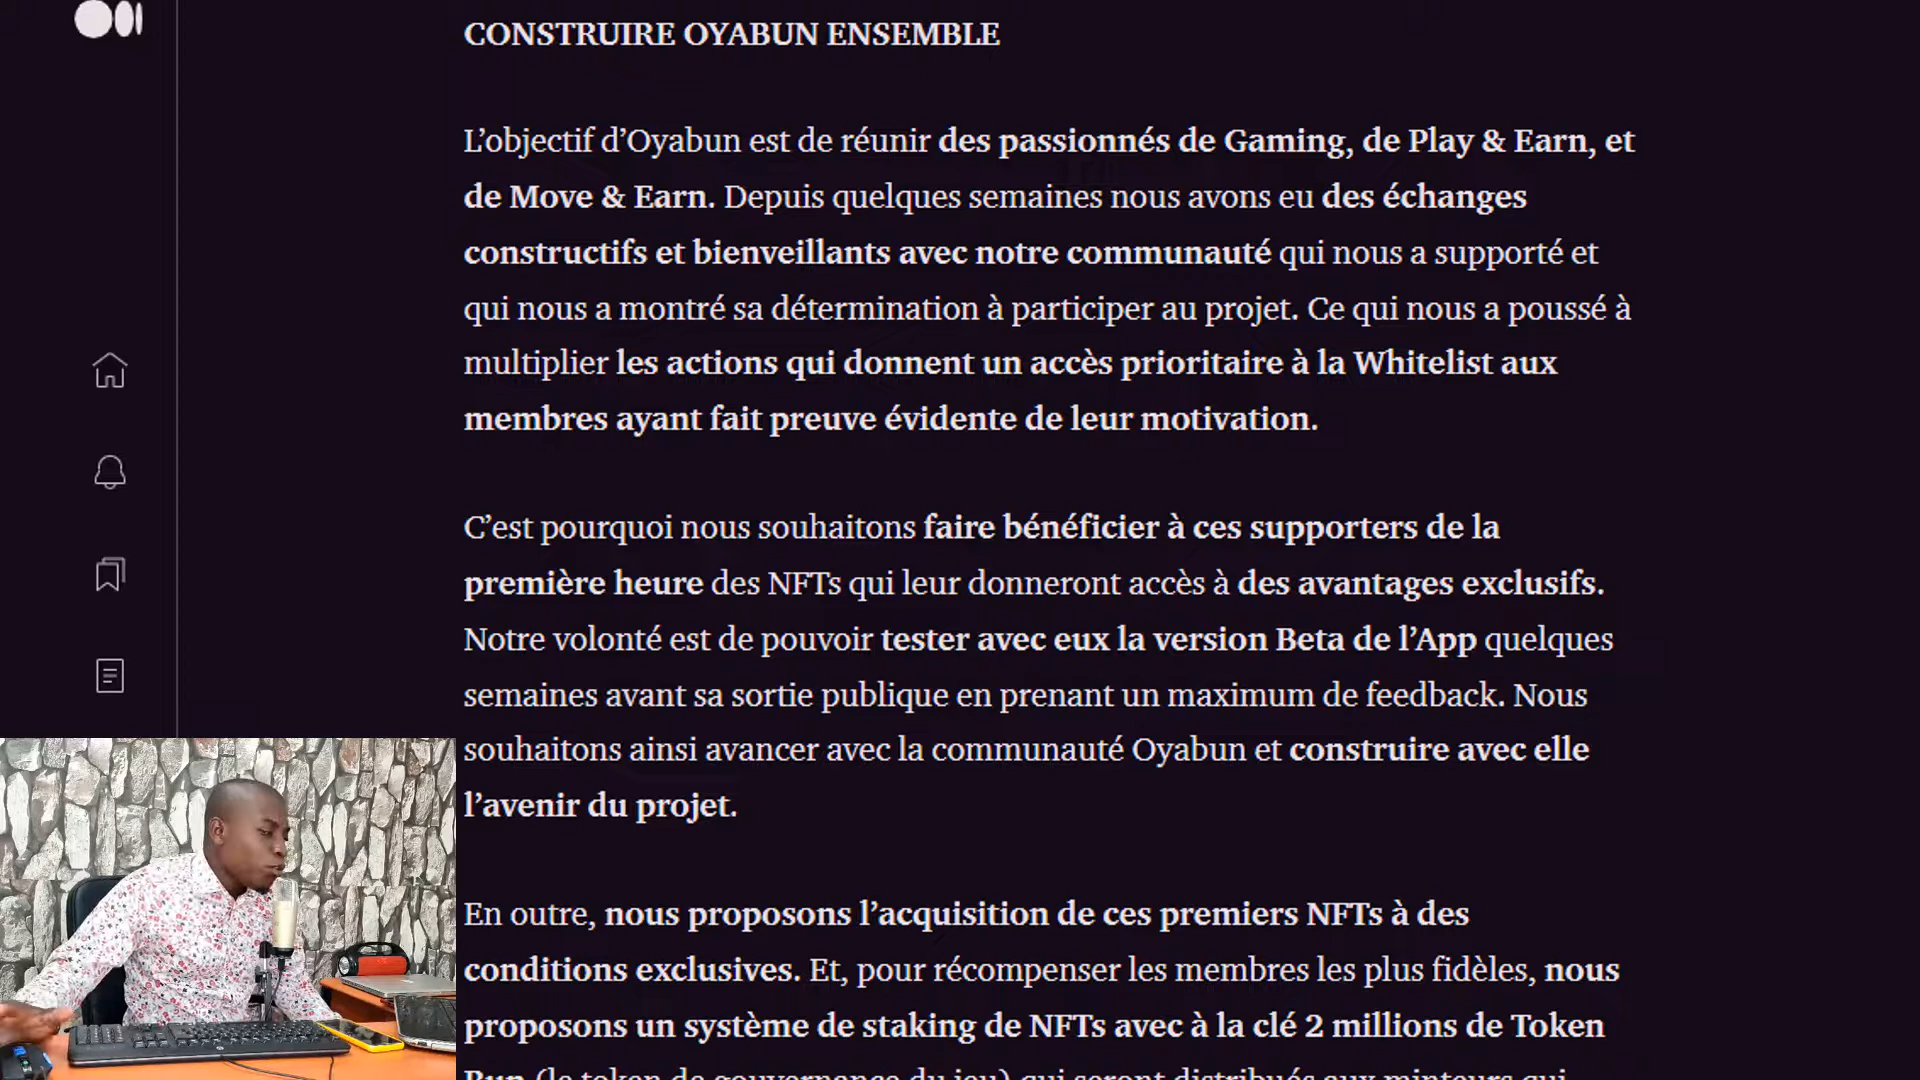 CONSTRUIRE OYABUN ENSEMBLE
L’objectif d’Oyabun est de réunir des passionnés de Gaming, de Play & Earn, et
de Move & Earn. Depuis quelques semaines nous avons eu des échanges
constructifs et bienveillants avec notre communauté qui nous a supporté et
qui nous a montré sa détermination à participer au projet. Ce qui nous a poussé à
multiplier les actions qui donnent un accès prioritaire à la Whitelist aux
membres ayant fait preuve évidente de leur motivation.
C’est pourquoi nous souhaitons faire bénéficier à ces supporters de la
première heure des NFTs qui leur donneront accès à des avantages exclusifs.
Notre volonté est de pouvoir tester avec eux la version Beta de l’App quelques
semaines avant sa sortie publique en prenant un maximum de feedback. Nous
souhaitons ainsi avancer avec la communauté Oyabun et construire avec elle
l’avenir du projet.
En outre, nous proposons l’acquisition de ces premiers NFTs à des
conditions exclusives. Et, pour récompenser les membres les plus fidèles, nous
proposons un système de staking de NFTs avec à la clé 2 millions de Token
(le token de gouvernance du jeu) qui seront distribués aux minteurs qui